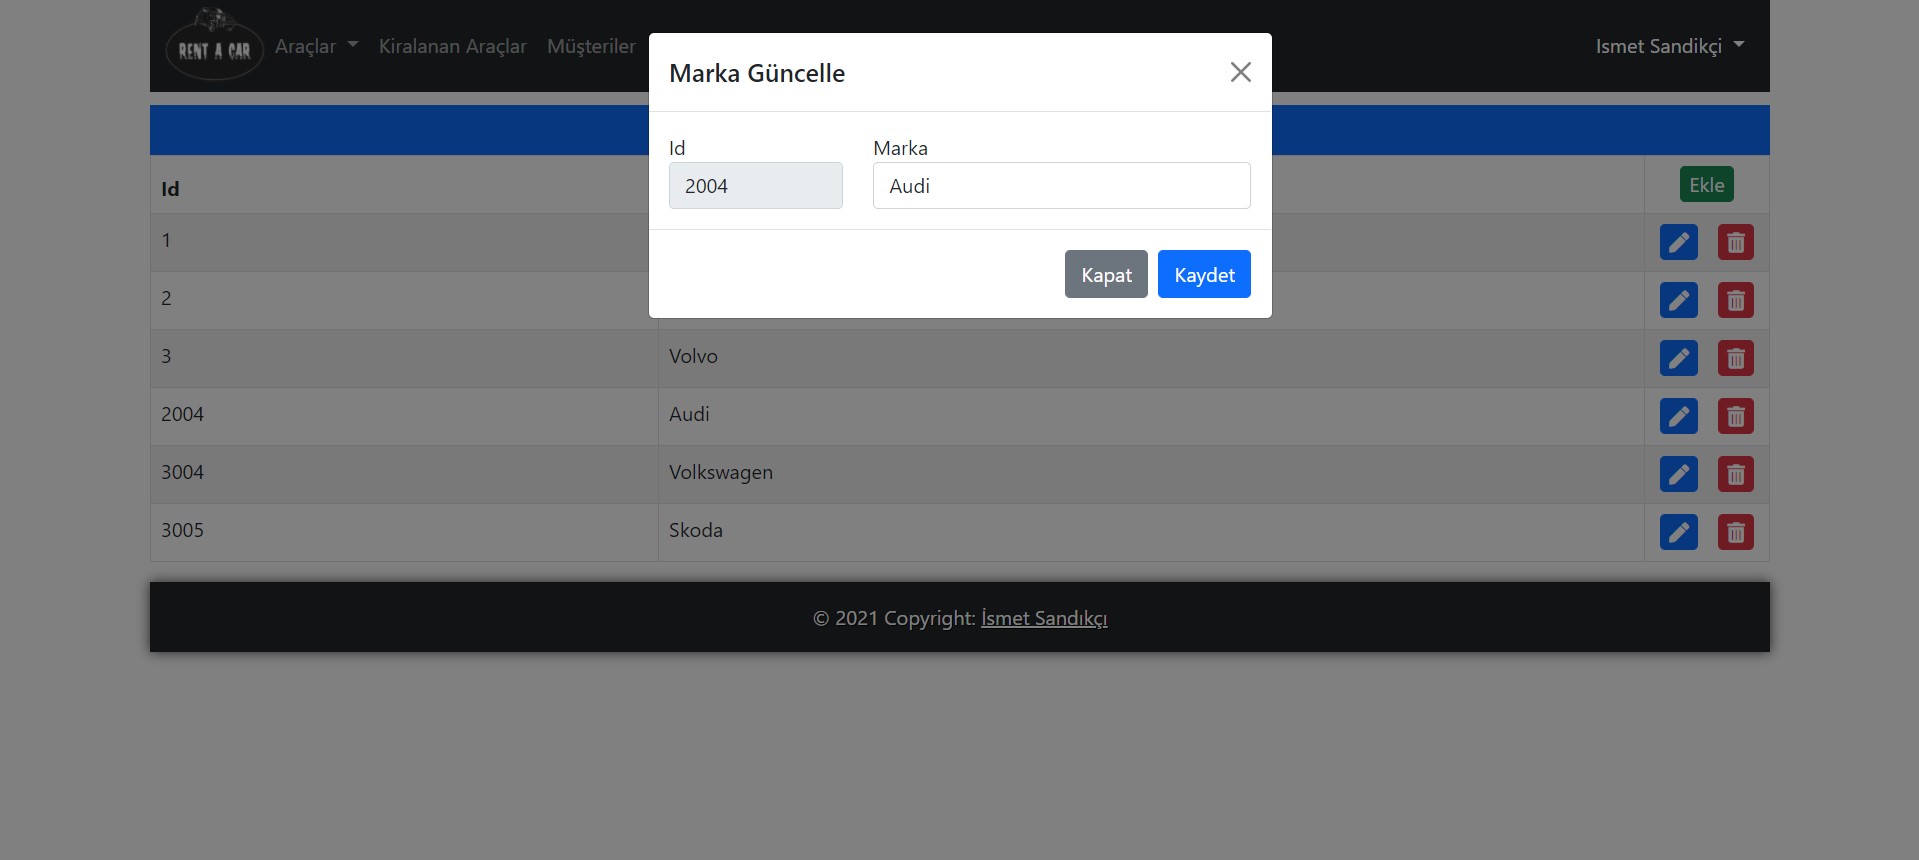 RENT A CAR
Araçlar
Kiralanan Araçlar
Müşteriler
Ismet Sandikçi
Marka Güncelle
Id
Marka
2004
Audi
Kapat
Kaydet
Id
Ekle
1
2
3
Volvo
2004
Audi
3004
Volkswagen
3005
Skoda
© 2021 Copyright: İsmet Sandıkçı